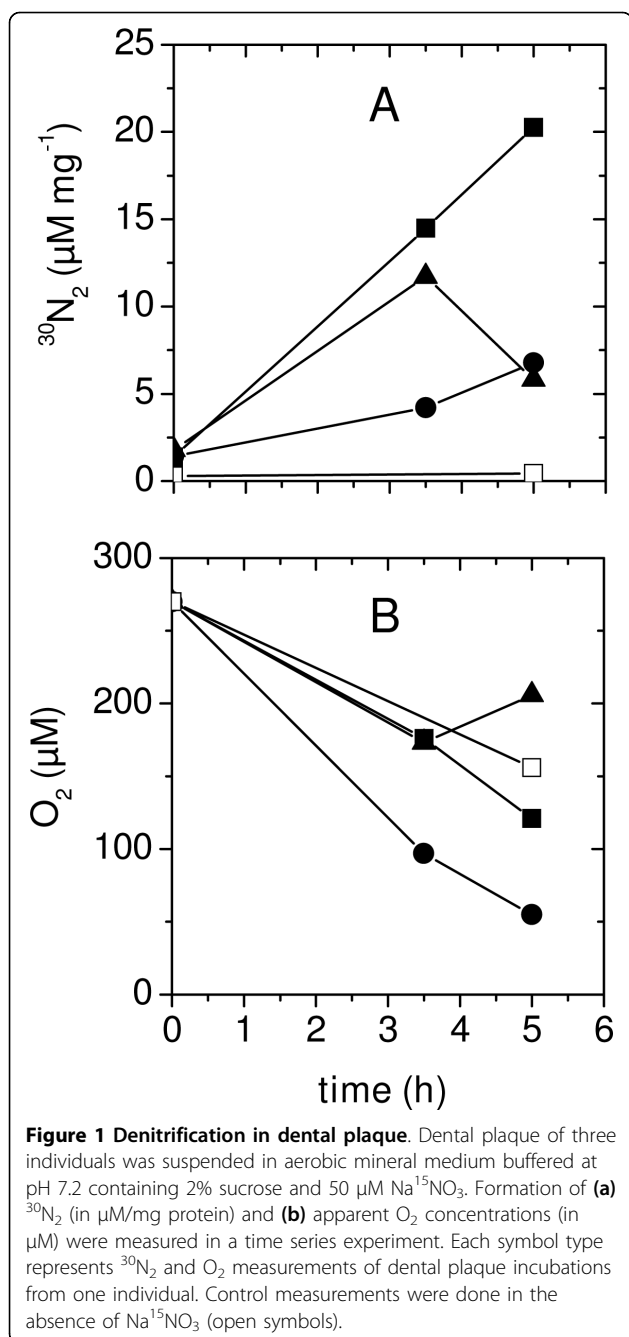 25
20
15
10
5
0
³⁰N₂ (µM mg⁻¹)
A
300
200
100
0
O₂ (µM)
B
0 1 2 3 4 5 6
time (h)
Figure 1 Denitrification in dental plaque. Dental plaque of three
individuals was suspended in aerobic mineral medium buffered at
pH 7.2 containing 2% sucrose and 50 µM Na¹⁵NO₃. Formation of (a)
³⁰N₂ (in µM/mg protein) and (b) apparent O₂ concentrations (in
µM) were measured in a time series experiment. Each symbol type
represents ³⁰N₂ and O₂ measurements of dental plaque incubations
from one individual. Control measurements were done in the
absence of Na¹⁵NO₃ (open symbols).